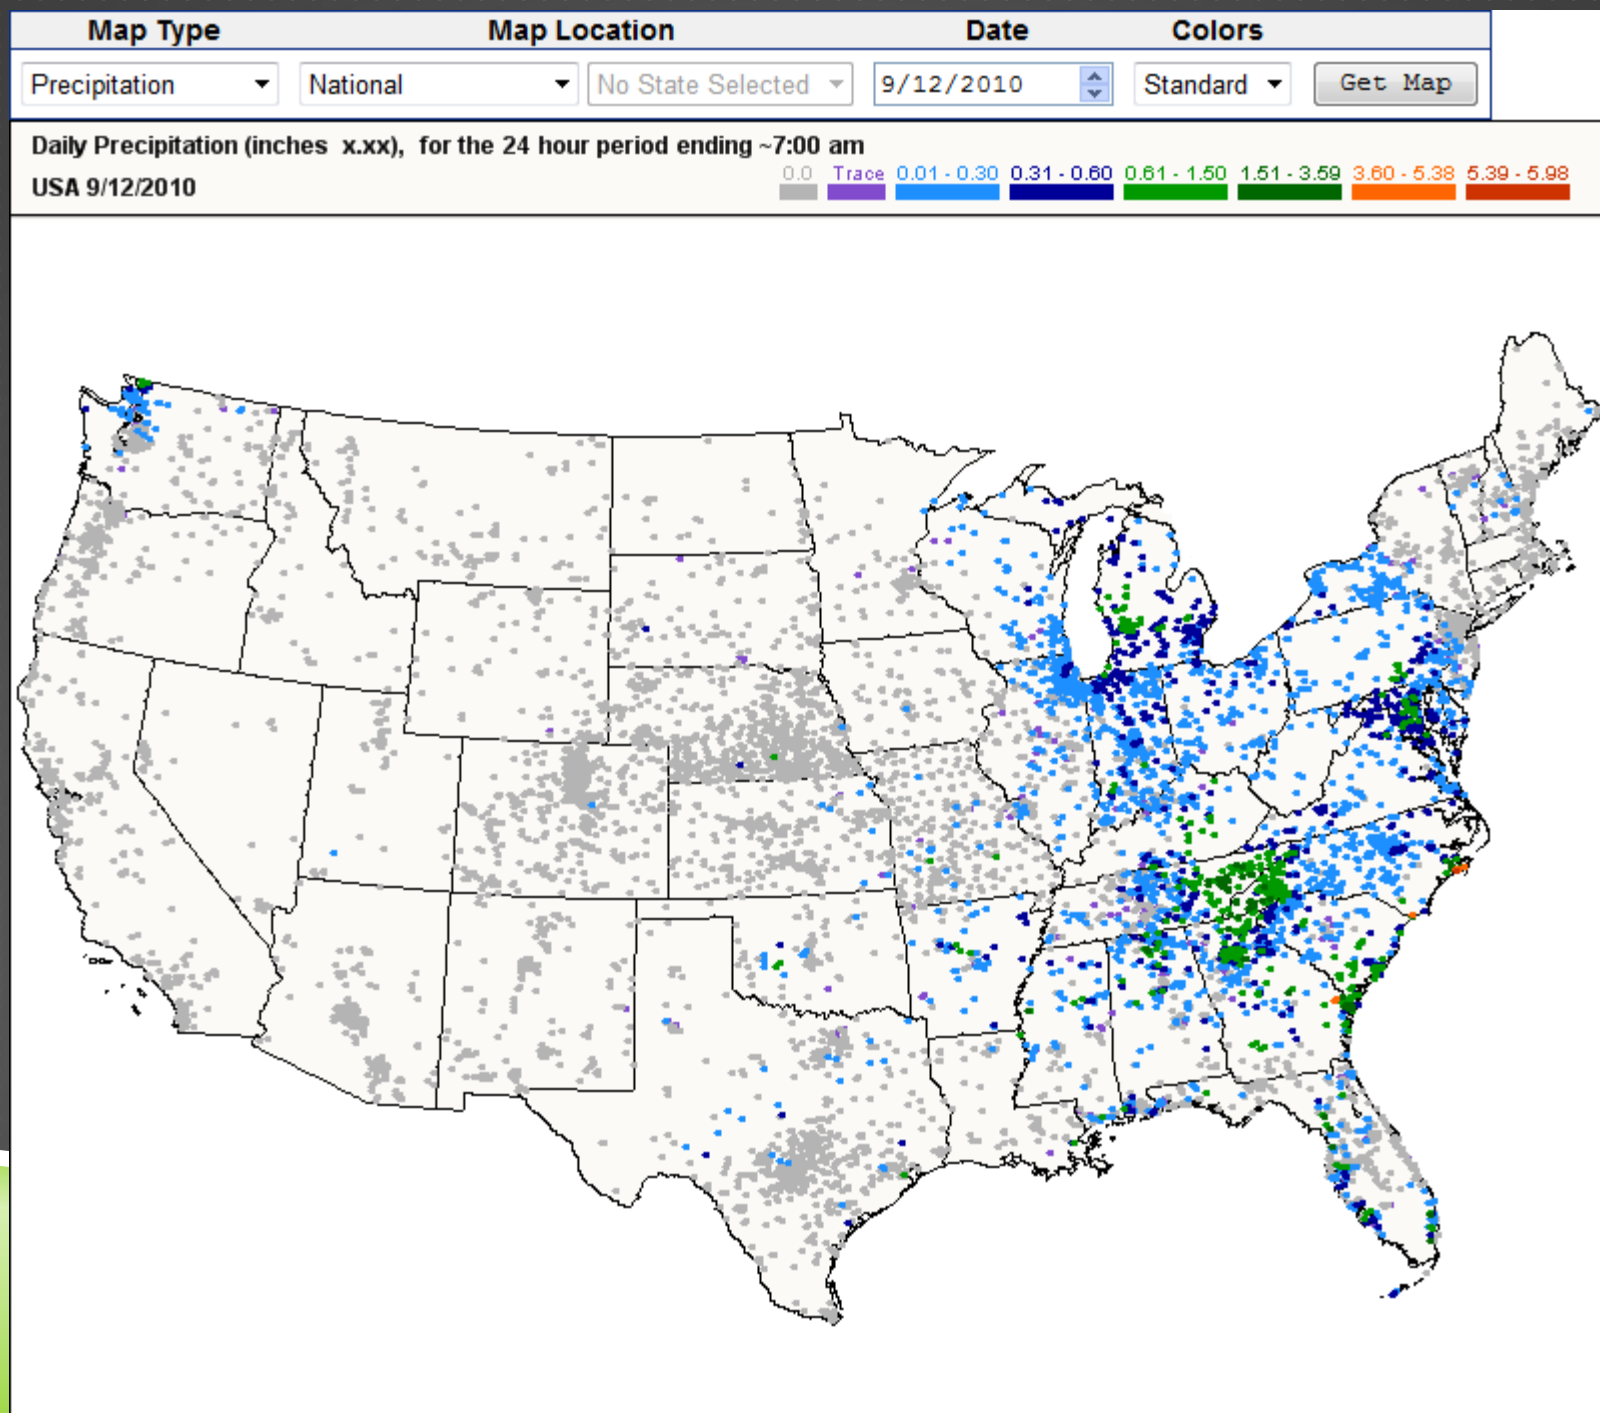 Map Type Map Location Date Colors
Precipitation National No State Selected 9/12/2010 Standard Get Map
Daily Precipitation (inches x.xx), for the 24 hour period ending ~7:00 am
0.0 Trace 0.01 - 0.30 0.31 - 0.60 0.61 - 1.50 1.51 - 3.59 3.60 - 5.38 5.39 - 5.98
USA 9/12/2010